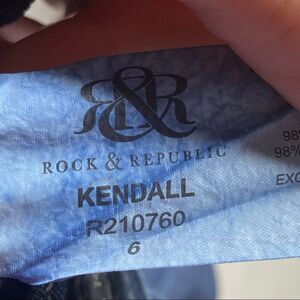 R&R
ROCK & REPUBLIC
KENDALL
R210760
6
98
98%
EXC